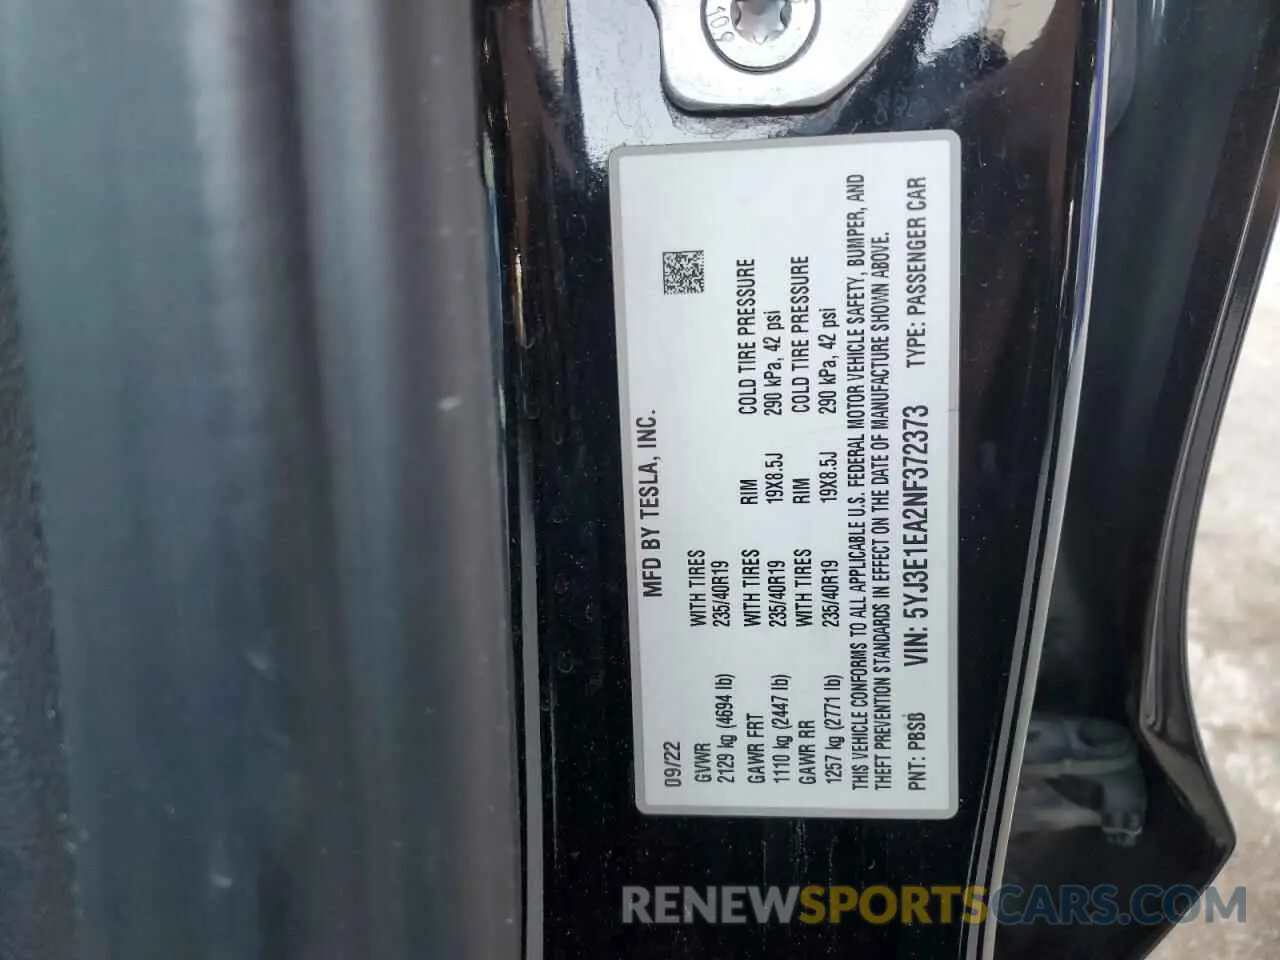 109
09/22 MFD BY TESLA, INC.
GVWR WITH TIRES
2129 kg (4694 lb) 235/40R19
GAWR FRT WITH TIRES RIM COLD TIRE PRESSURE
1110 kg (2447 lb) 235/40R19 19X8.5J 290 kPa, 42 psi
GAWR RR WITH TIRES RIM COLD TIRE PRESSURE
1257 kg (2771 lb) 235/40R19 19X8.5J 290 kPa, 42 psi
THIS VEHICLE CONFORMS TO ALL APPLICABLE U.S. FEDERAL MOTOR VEHICLE SAFETY, BUMPER, AND
THEFT PREVENTION STANDARDS IN EFFECT ON THE DATE OF MANUFACTURE SHOWN ABOVE.
PNT: PBSB VIN: 5YJ3E1EA2NF372373 TYPE: PASSENGER CAR
RENEWSPORTSCARS.COM